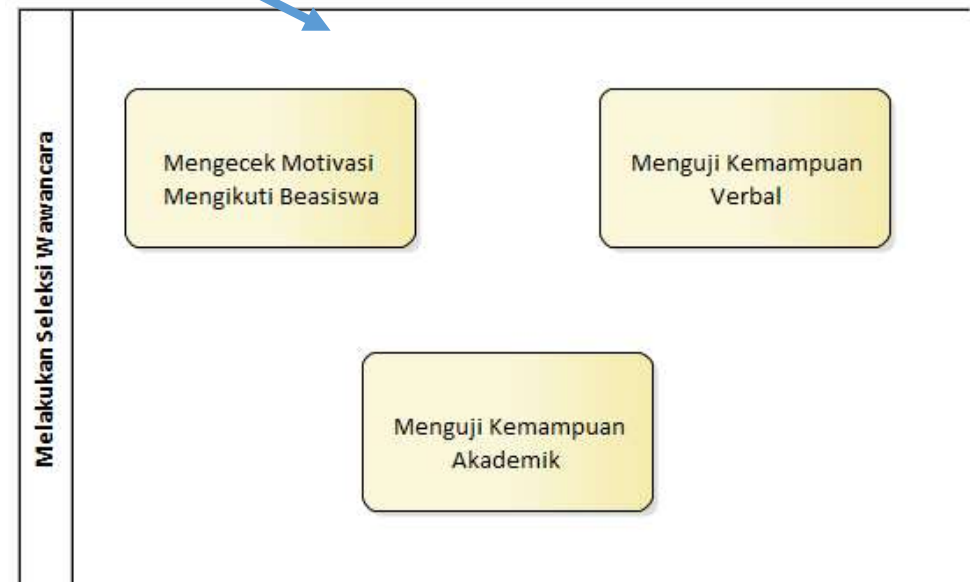 Melakukan Seleksi Wawancara
Mengecek Motivasi
Mengikuti Beasiswa
Menguji Kemampuan
Verbal
Menguji Kemampuan
Akademik